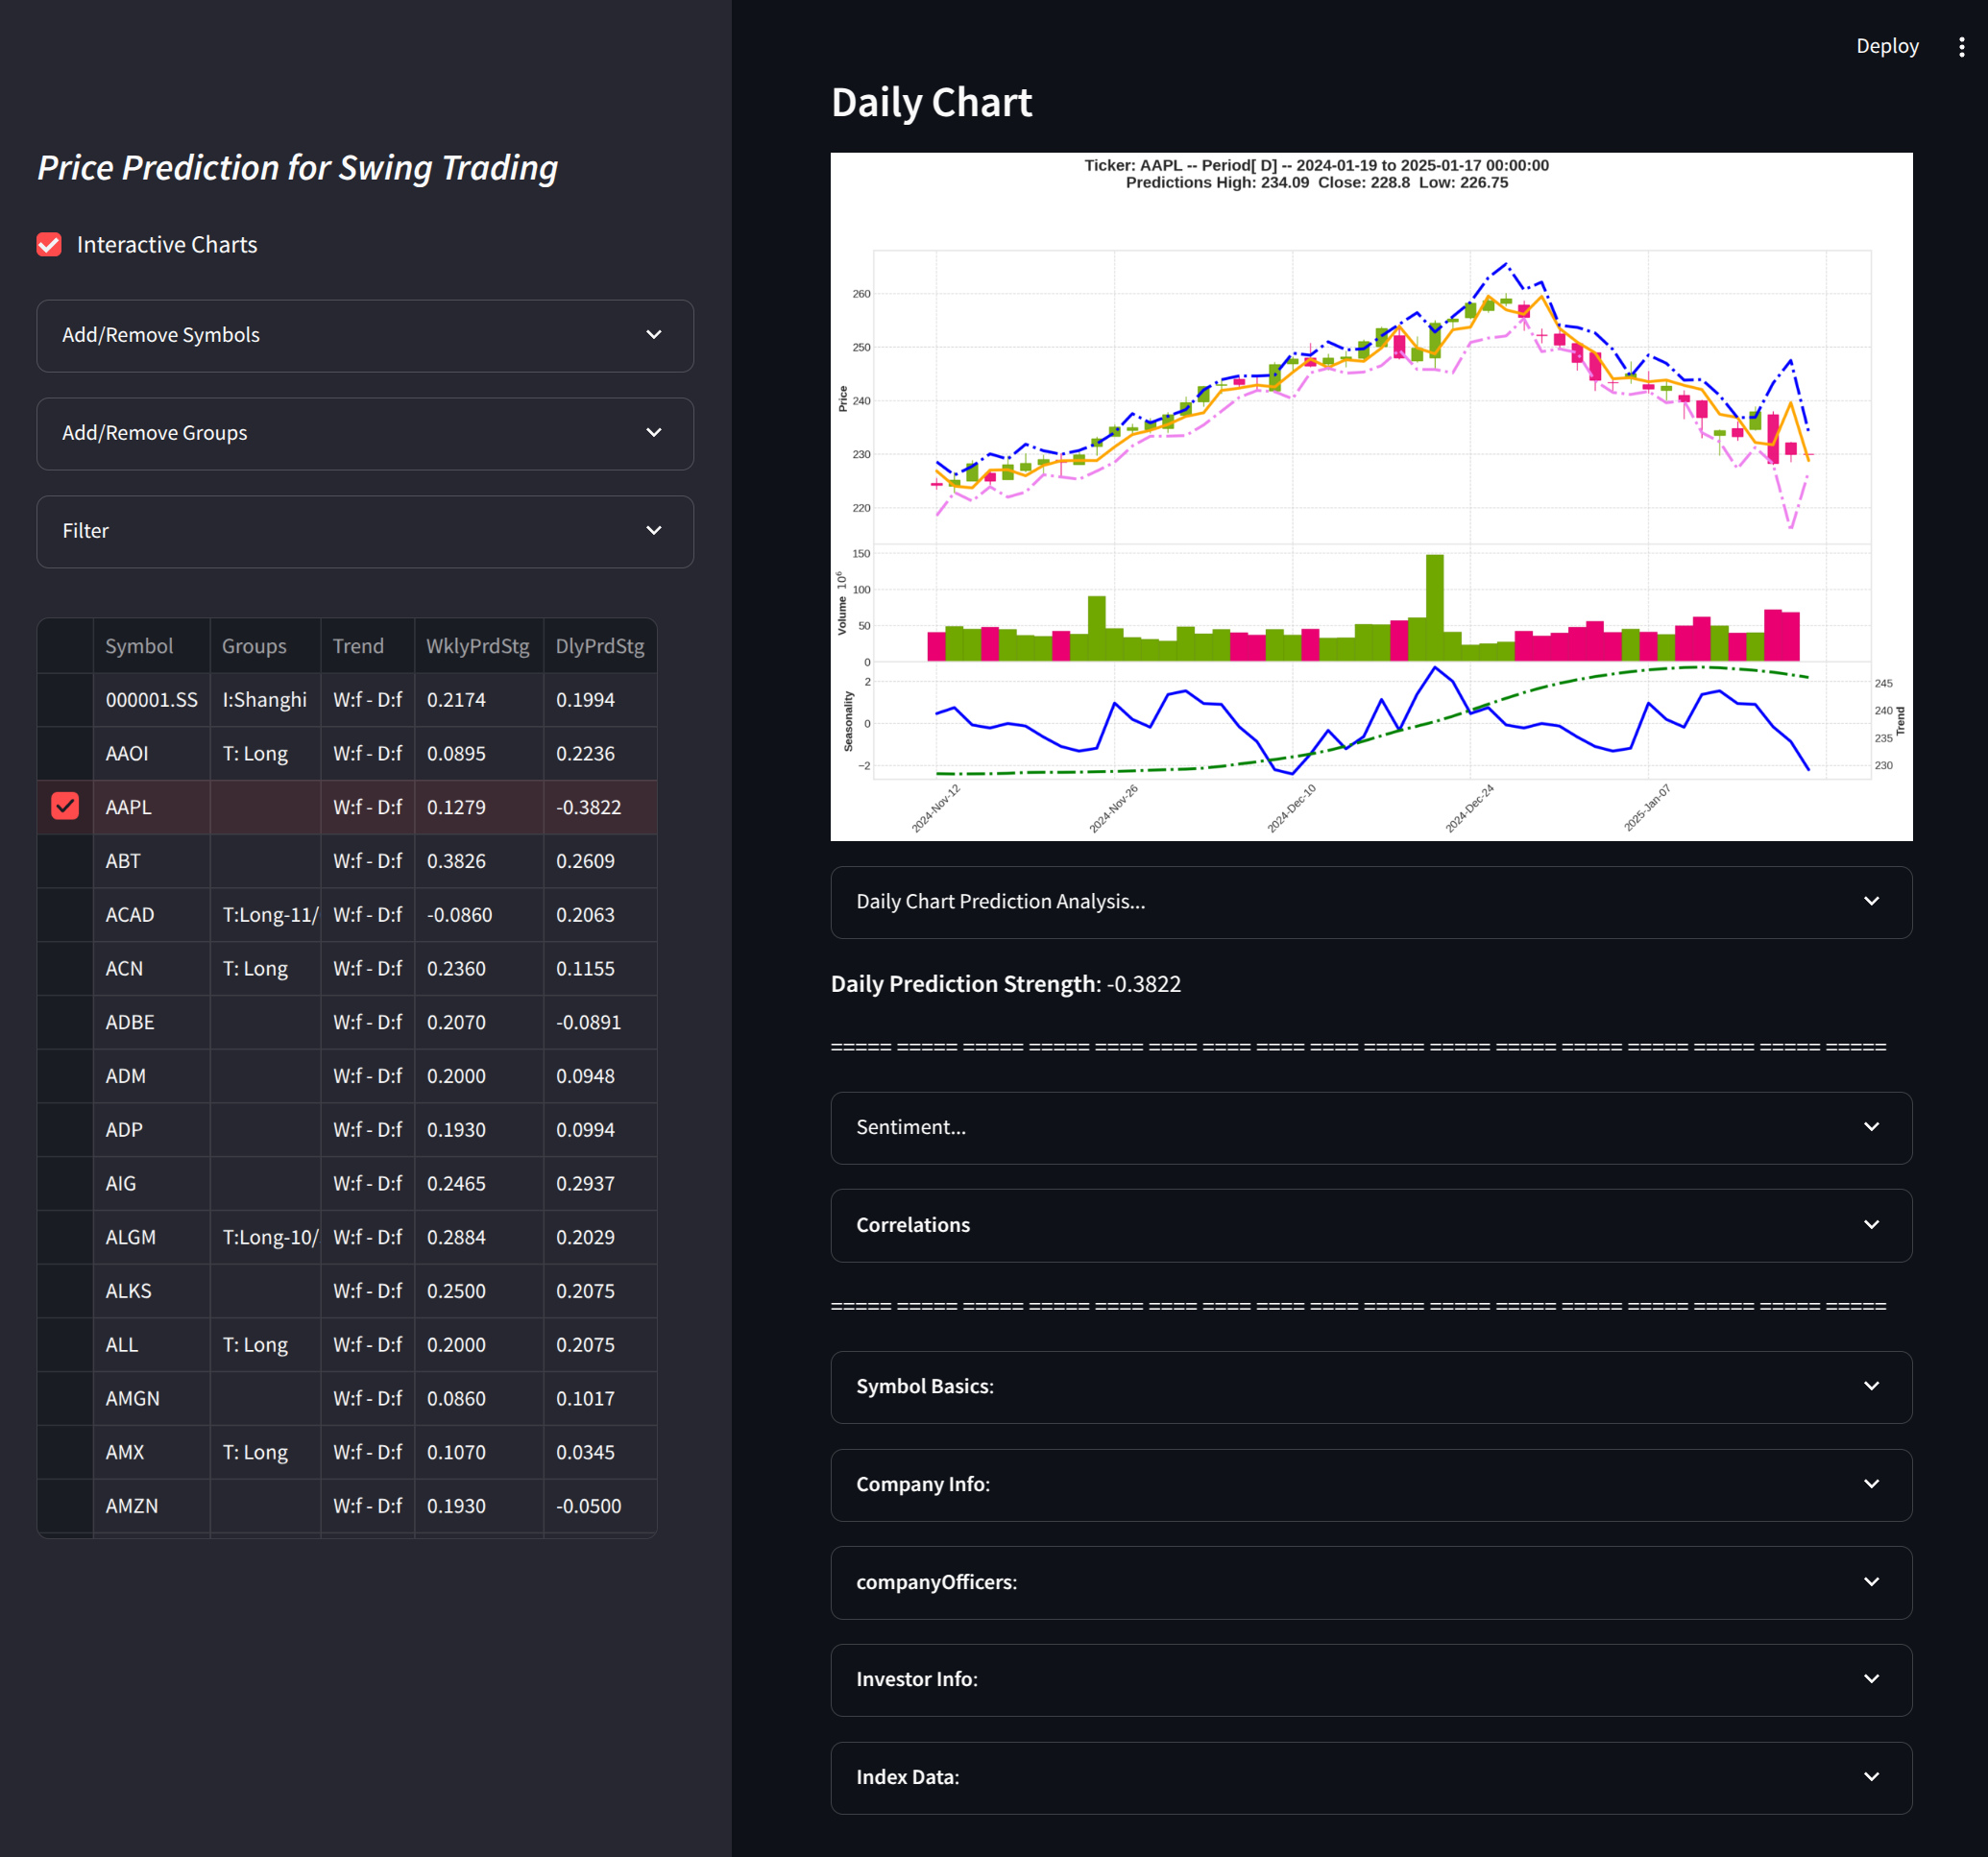 Deploy
Price Prediction for Swing Trading
Interactive Charts
Add/Remove Symbols
Add/Remove Groups
Filter
Symbol Groups Trend WklyPrdStg DlyPrdStg
000001.SS I:Shanghi W:f - D:f 0.2174 0.1994
AAOI T: Long W:f - D:f 0.0895 0.2236
AAPL W:f - D:f 0.1279 -0.3822
ABT W:f - D:f 0.3826 0.2609
ACAD T:Long-11/ W:f - D:f -0.0860 0.2063
ACN T: Long W:f - D:f 0.2360 0.1155
ADBE W:f - D:f 0.2070 -0.0891
ADM W:f - D:f 0.2000 0.0948
ADP W:f - D:f 0.1930 0.0994
AIG W:f - D:f 0.2465 0.2937
ALGM T:Long-10/ W:f - D:f 0.2884 0.2029
ALKS W:f - D:f 0.2500 0.2075
ALL T: Long W:f - D:f 0.2000 0.2075
AMGN W:f - D:f 0.0860 0.1017
AMX T: Long W:f - D:f 0.1070 0.0345
AMZN W:f - D:f 0.1930 -0.0500
Daily Chart
Ticker: AAPL -- Period[ D] -- 2024-01-19 to 2025-01-17 00:00:00
Predictions High: 234.09 Close: 228.8 Low: 226.75
Price
260
250
240
230
220
Volume 10⁶
150
100
50
0
Seasonality
2
0
−2
245
240
235
230
Trend
2024-Nov-12
2024-Nov-26
2024-Dec-10
2024-Dec-24
2025-Jan-07
Daily Chart Prediction Analysis...
Daily Prediction Strength: -0.3822
===== ===== ===== ===== ==== ==== ==== ==== ==== ===== ===== ===== ===== ===== ===== ===== =====
Sentiment...
Correlations
===== ===== ===== ===== ==== ==== ==== ==== ==== ===== ===== ===== ===== ===== ===== ===== =====
Symbol Basics:
Company Info:
companyOfficers:
Investor Info:
Index Data: